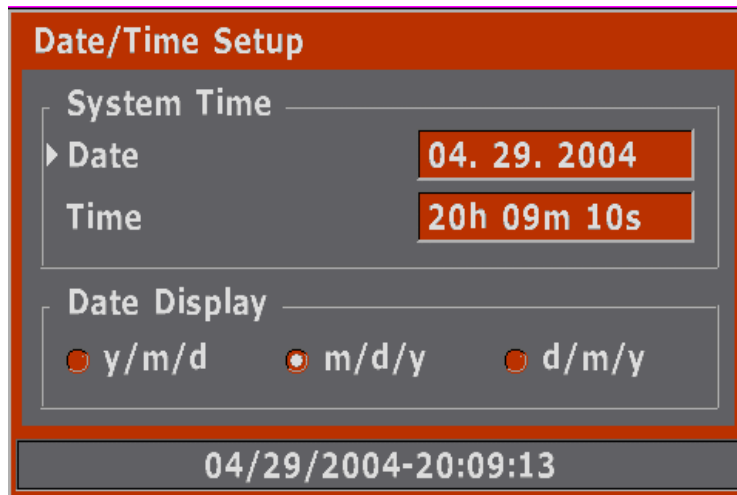 Date/Time Setup
System Time
Date 04. 29. 2004
Time 20h 09m 10s
Date Display
y/m/d m/d/y d/m/y
04/29/2004-20:09:13